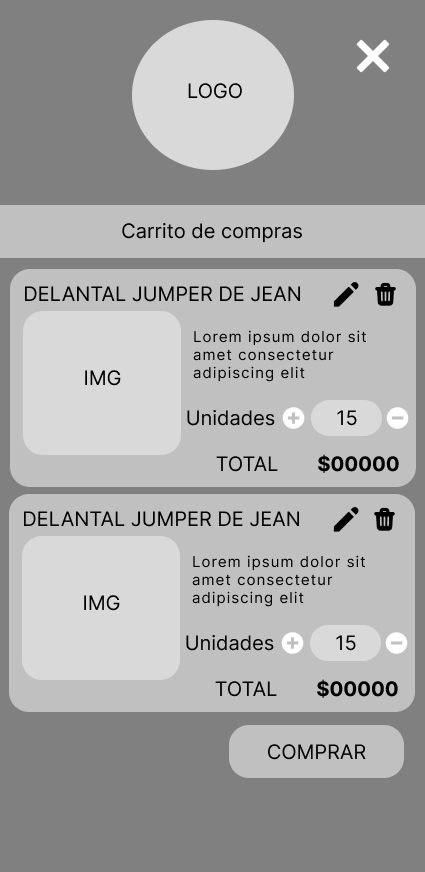 LOGO
Carrito de compras
DELANTAL JUMPER DE JEAN
IMG
Lorem ipsum dolor sit
amet consectetur
adipiscing elit
Unidades 15
TOTAL $00000
DELANTAL JUMPER DE JEAN
IMG
Lorem ipsum dolor sit
amet consectetur
adipiscing elit
Unidades 15
TOTAL $00000
COMPRAR